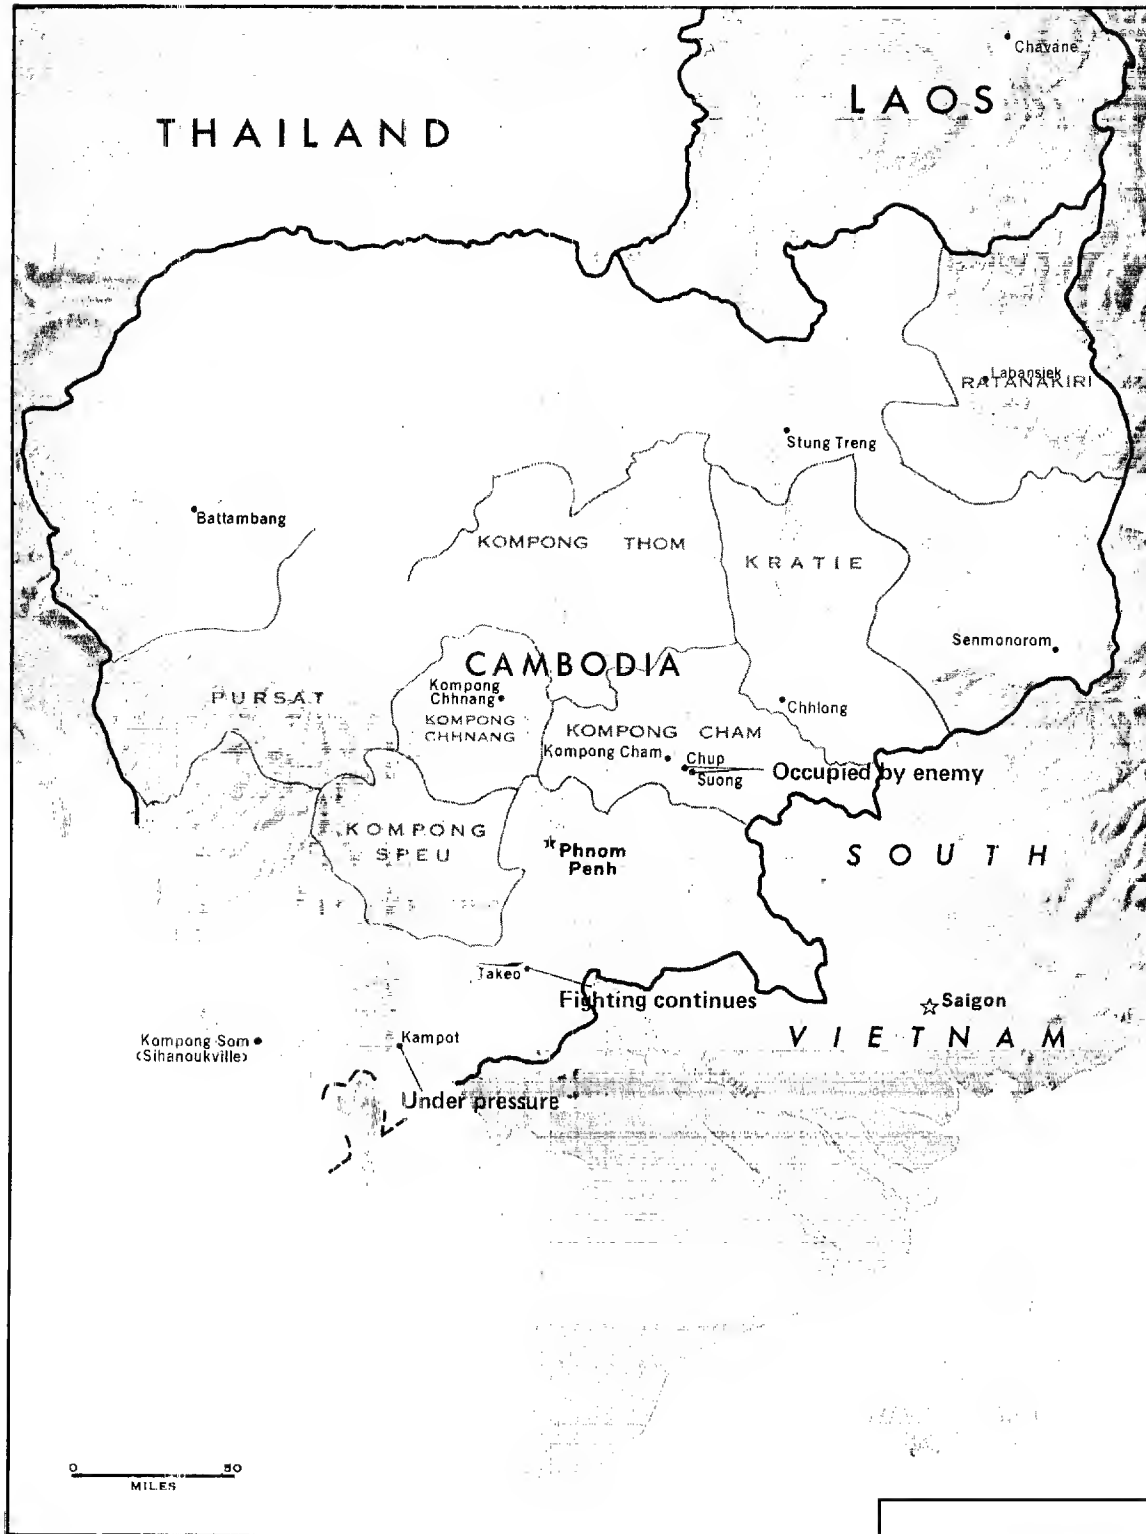 Chavane
LAOS
THAILAND
Labansiek
RATANAKIRI
Stung Treng
Battambang
KOMPONG THOM
KRATIE
Senmonorom
CAMBODIA
Kompong
Chhnang
PURSAT
Chhlong
KOMPONG
CHHNANG
KOMPONG CHAM
Kompong Cham
Chup
Suong
Occupied by enemy
KOMPONG
SPEU
Phnom
Penh
SOUTH
Takeo
Fighting continues
Saigon
Kompong Som
(Sihanoukville)
Kampot
VIETNAM
Under pressure
0 50
MILES